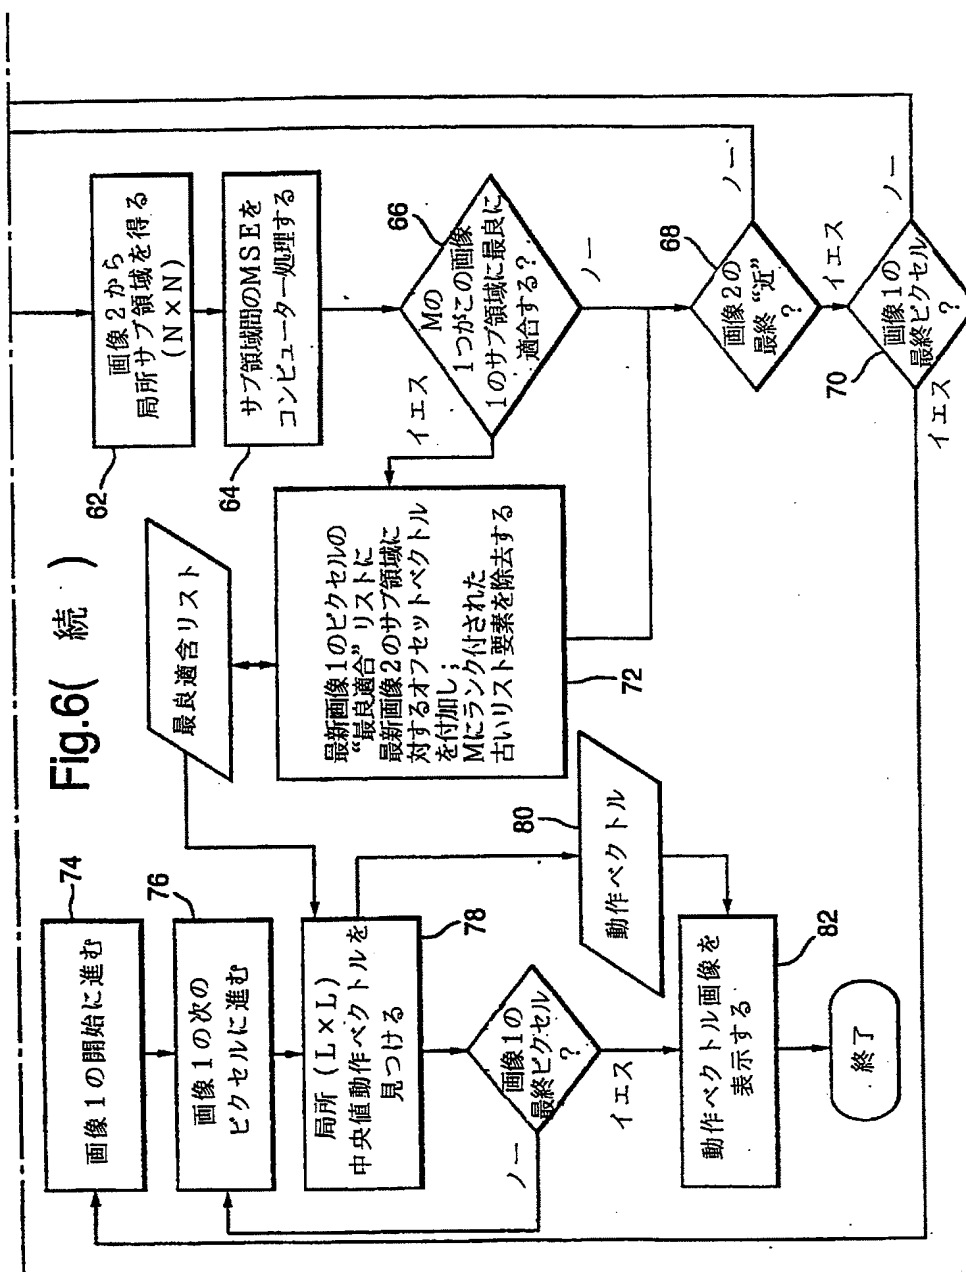 Fig.6( 続 )
74
画像1の開始に進む
76
画像1の次の
ピクセルに進む
局所 (L×L)
中央値動作ベクトルを
見つける
78
画像1の
最終ピクセル
?
ノー
イエス
80
動作ベクトル
動作ベクトル画像を
表示する
82
終了
最良適合リスト
最新画像1のピクセルの
“最良適合” リストに
最新画像2のサブ領域に
対するオフセットベクトル
を付加し;
Mにランク付された
古いリスト要素を除去する
72
62
画像2から
局所サブ領域を得る
(N×N)
64
サブ領域間のMSEを
コンピューター処理する
66
Mの
1つがこの画像
1のサブ領域に最良に
適合する?
イエス
ノー
68
画像2の
最終 “近”
?
ノー
イエス
70
画像1の
最終ピクセル
?
ノー
イエス